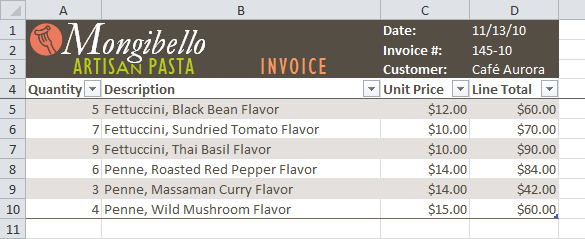 A B C D
1 Mongibello Date: 11/13/10
2 Invoice #: 145-10
3 ARTISAN PASTA INVOICE Customer: Café Aurora
4 Quantity Description Unit Price Line Total
5 5 Fettuccini, Black Bean Flavor $12.00 $60.00
6 7 Fettuccini, Sundried Tomato Flavor $10.00 $70.00
7 9 Fettuccini, Thai Basil Flavor $10.00 $90.00
8 6 Penne, Roasted Red Pepper Flavor $14.00 $84.00
9 3 Penne, Massaman Curry Flavor $14.00 $42.00
10 4 Penne, Wild Mushroom Flavor $15.00 $60.00
11